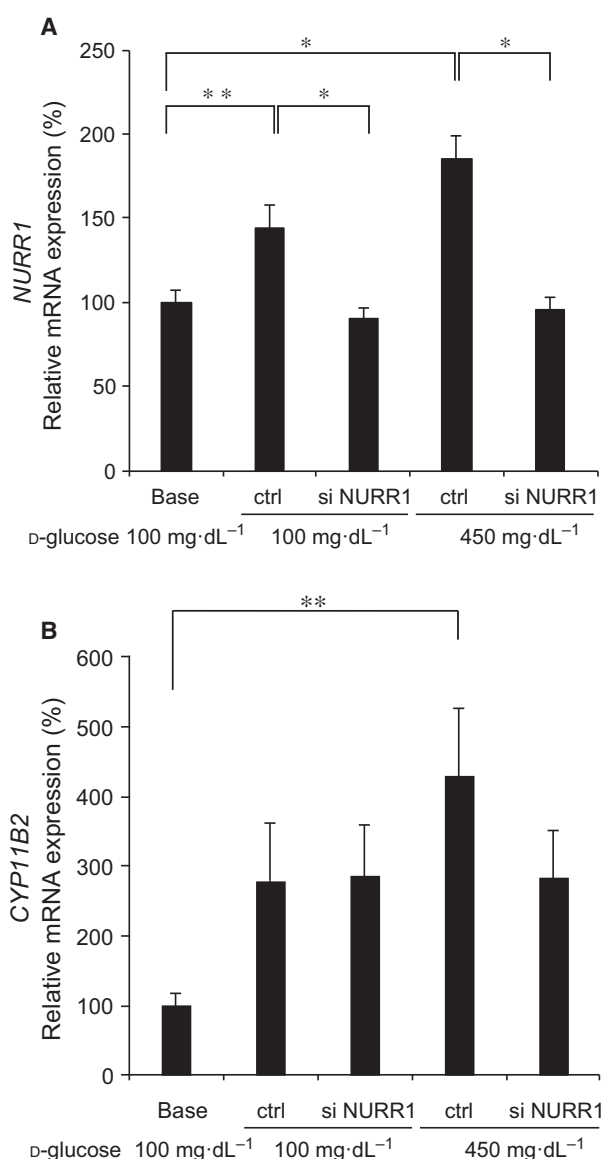 A
NURR1
Relative mRNA expression (%)
250
200
150
100
50
0
*
*
* *
*
Base ctrl si NURR1 ctrl si NURR1
D-glucose 100 mg·dL⁻¹ 100 mg·dL⁻¹ 450 mg·dL⁻¹
B
CYP11B2
Relative mRNA expression (%)
600
500
400
300
200
100
0
**
Base ctrl si NURR1 ctrl si NURR1
D-glucose 100 mg·dL⁻¹ 100 mg·dL⁻¹ 450 mg·dL⁻¹